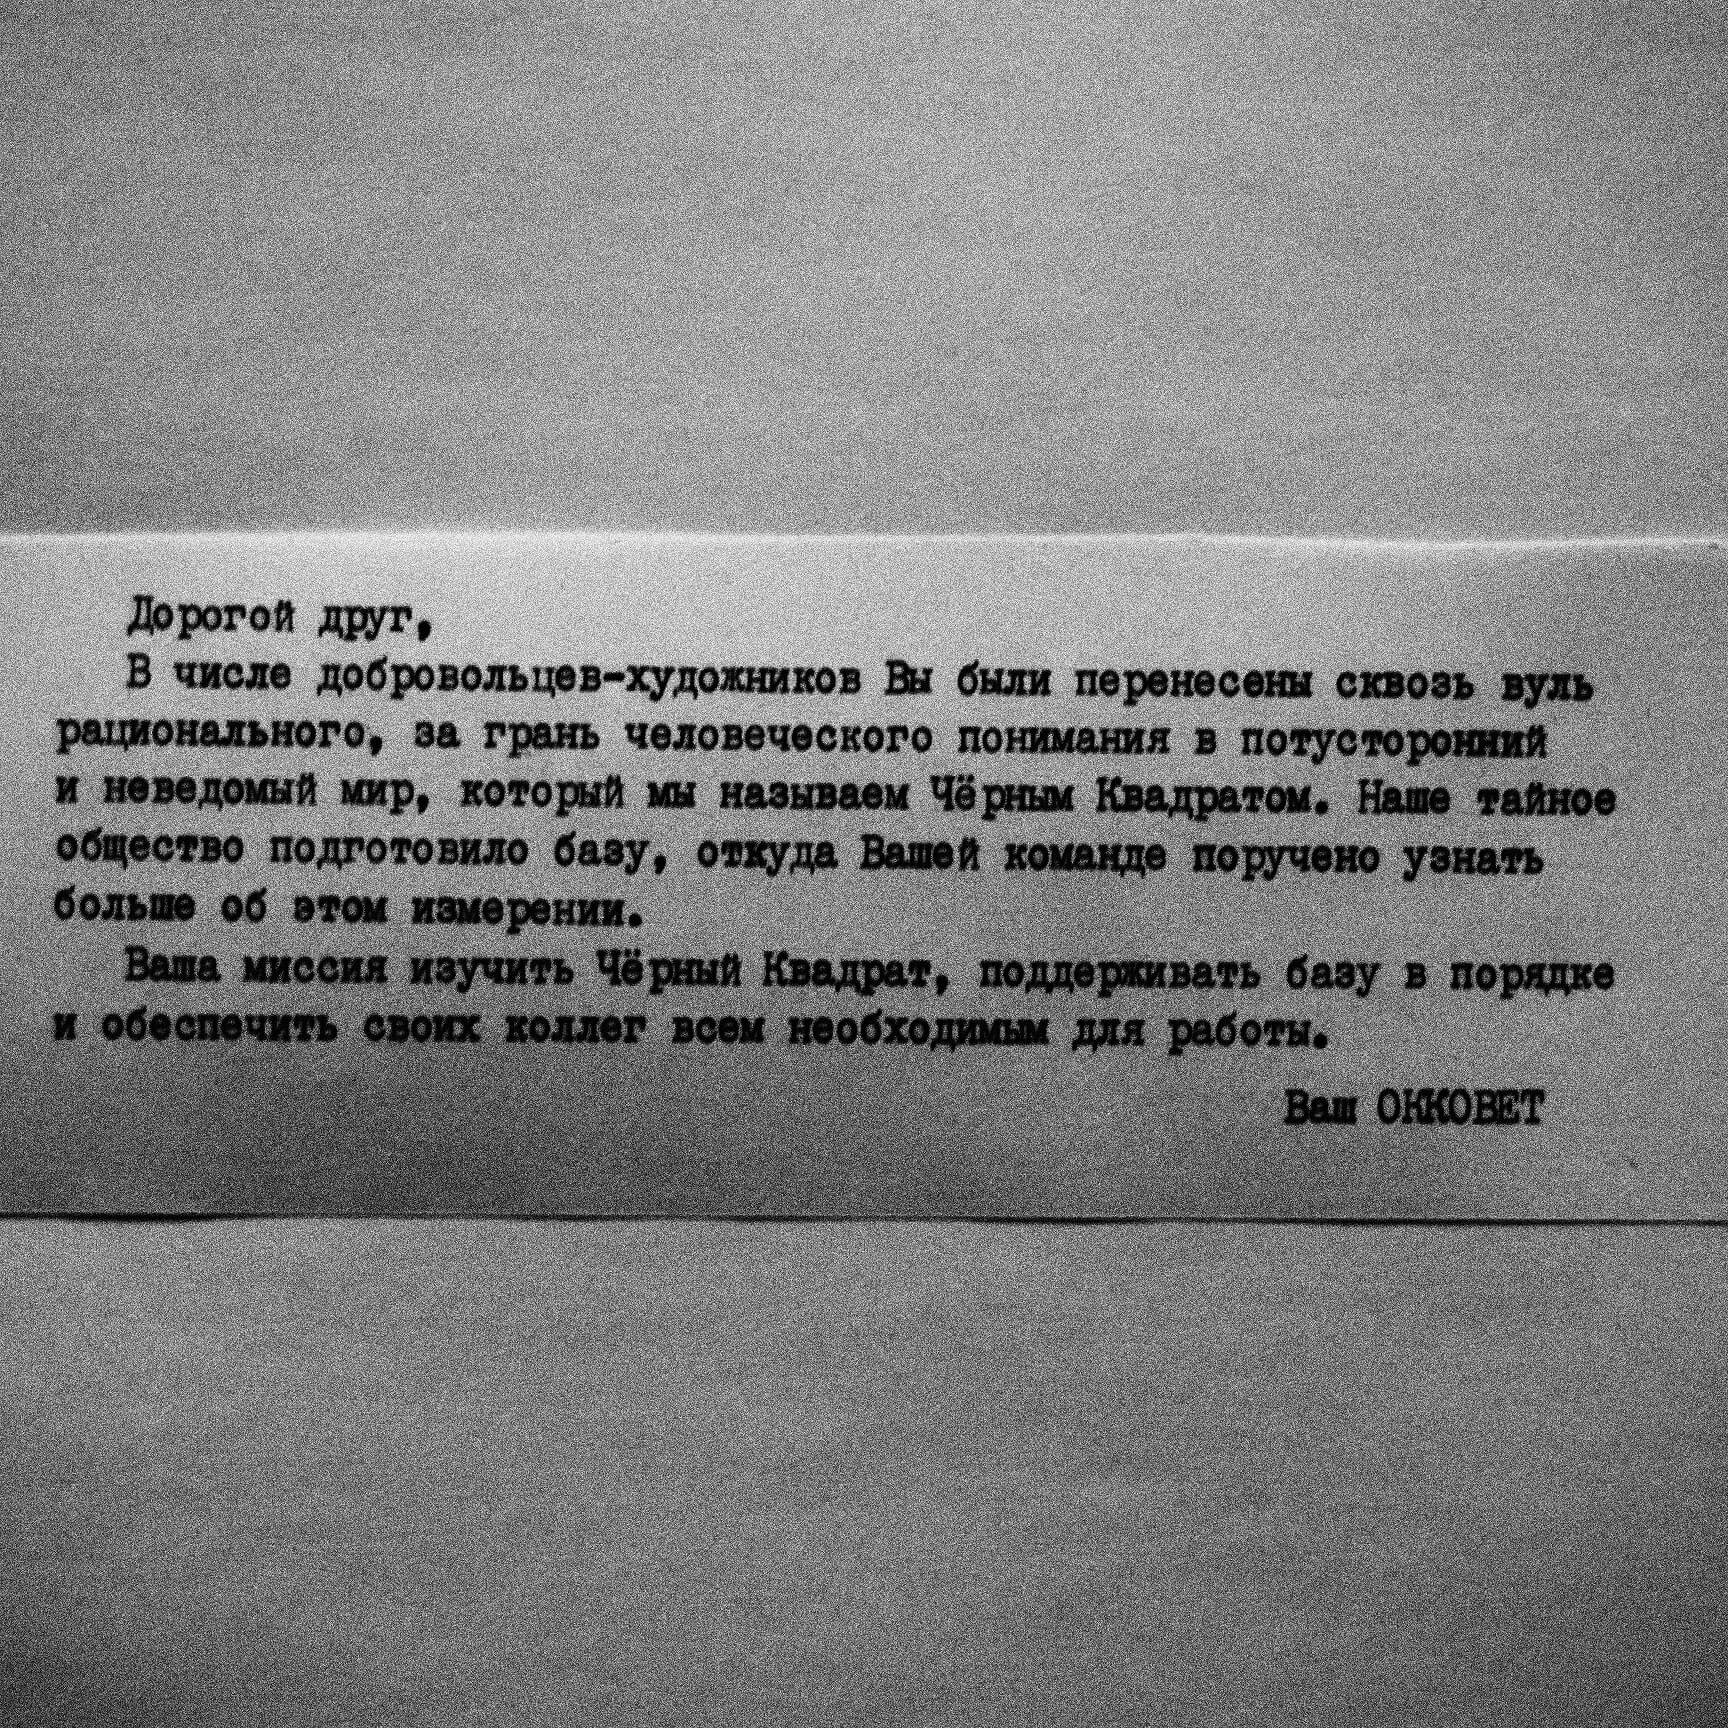 Дорогой друг,
В числе добровольцев-художников Вы были перенесены сквозь вуль
рационального, за грань человеческого понимания в потусторонний
и неведомый мир, который мы называем Чёрным Квадратом. Наше тайное
общество подготовило базу, откуда Вашей команде поручено узнать
больше об этом измерении.
Ваша миссия изучить Чёрный Квадрат, поддерживать базу в порядке
и обеспечить своих коллег всем необходимым для работы.
Ваш ОККОВЕТ